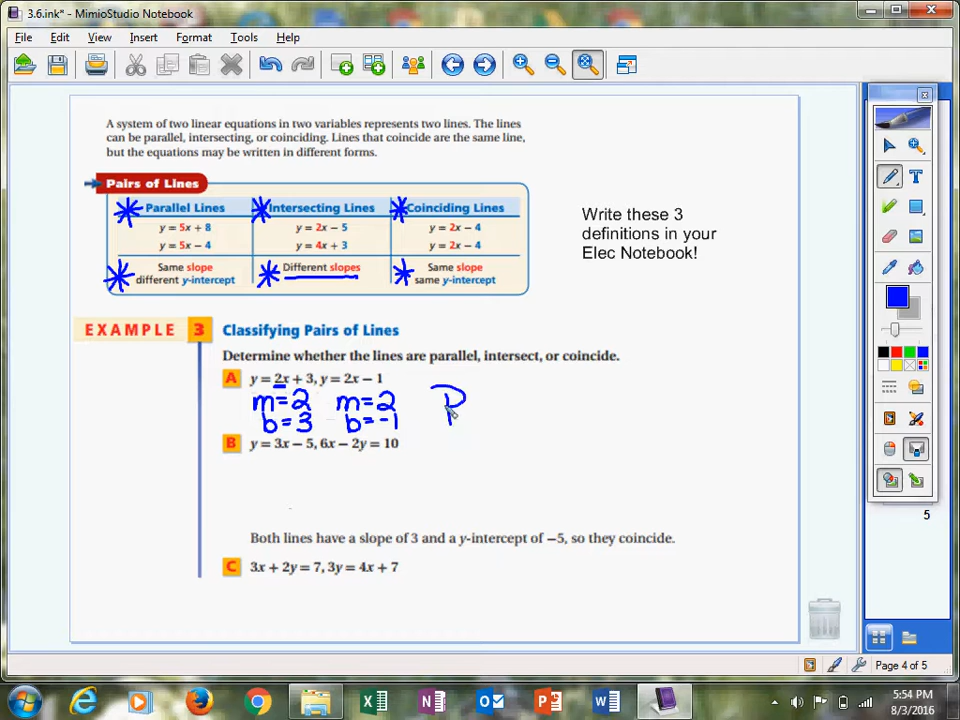 3.6.ink* - MimioStudio Notebook
File Edit View Insert Format Tools Help
A system of two linear equations in two variables represents two lines. The lines
can be parallel, intersecting, or coinciding. Lines that coincide are the same line,
but the equations may be written in different forms.
Pairs of Lines
Parallel Lines Intersecting Lines Coinciding Lines
y = 5x + 8 y = 2x − 5 y = 2x − 4
y = 5x − 4 y = 4x + 3 y = 2x − 4
Same slope Different slopes Same slope
different y-intercept same y-intercept
Write these 3
definitions in your
Elec Notebook!
EXAMPLE 3 Classifying Pairs of Lines
Determine whether the lines are parallel, intersect, or coincide.
A y = 2x + 3, y = 2x − 1
m=2 m=2 P
b=3 b=-1
B y = 3x − 5, 6x − 2y = 10
Both lines have a slope of 3 and a y-intercept of −5, so they coincide.
C 3x + 2y = 7, 3y = 4x + 7
5
Page 4 of 5
5:54 PM
8/3/2016